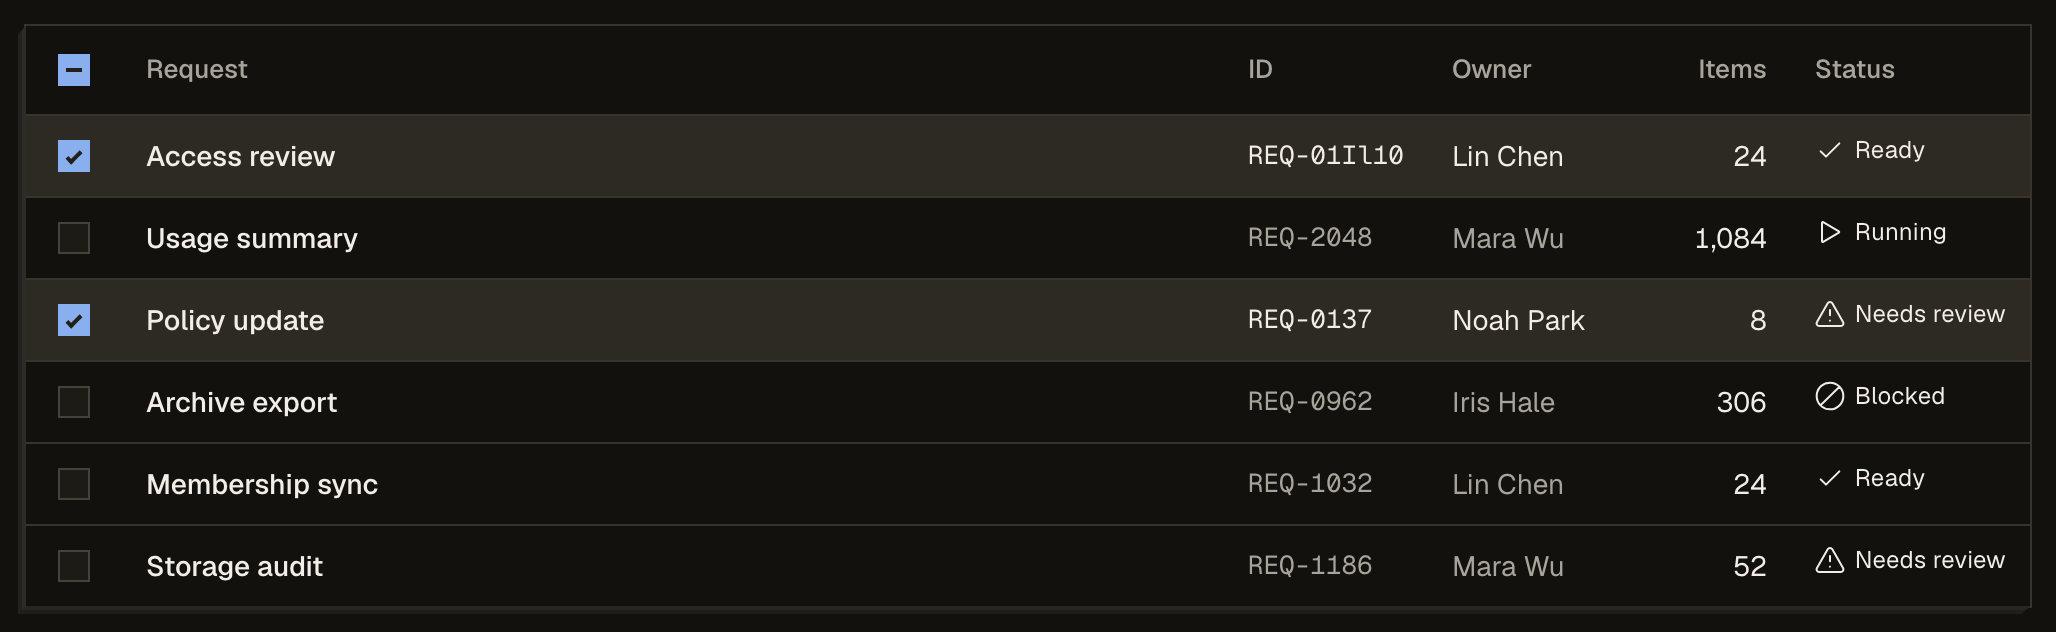 Request ID Owner Items Status
Access review REQ-01Il10 Lin Chen 24 Ready
Usage summary REQ-2048 Mara Wu 1,084 Running
Policy update REQ-0137 Noah Park 8 Needs review
Archive export REQ-0962 Iris Hale 306 Blocked
Membership sync REQ-1032 Lin Chen 24 Ready
Storage audit REQ-1186 Mara Wu 52 Needs review